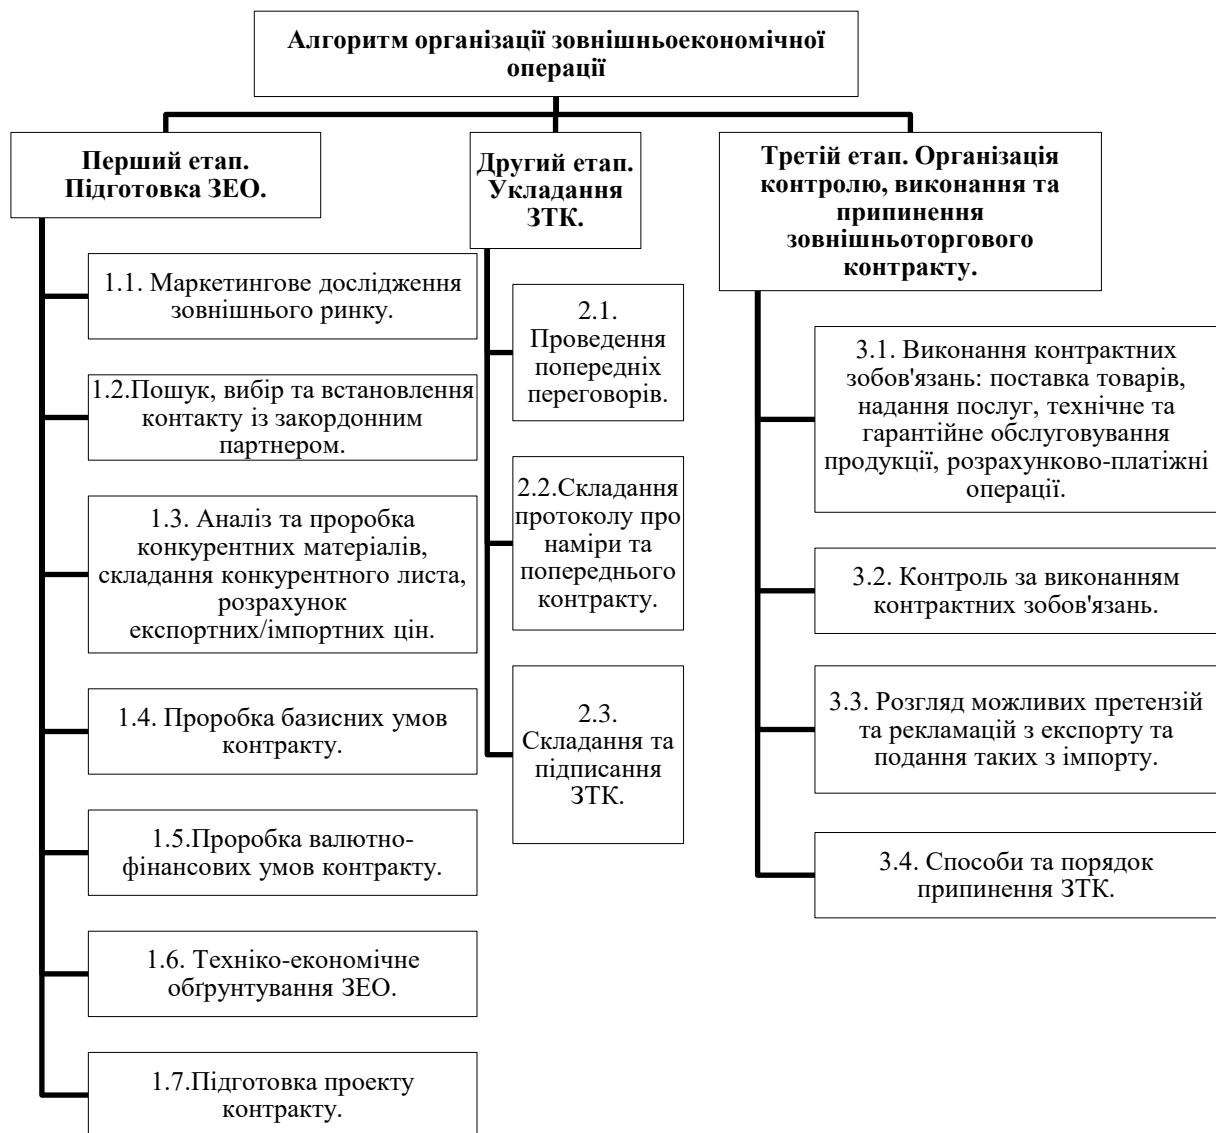 Алгоритм організації зовнішньоекономічної
операції
Перший етап.
Підготовка ЗЕО.
1.1. Маркетингове дослідження
зовнішнього ринку.
1.2.Пошук, вибір та встановлення
контакту із закордонним
партнером.
1.3. Аналіз та проробка
конкурентних матеріалів,
складання конкурентного листа,
розрахунок
експортних/імпортних цін.
1.4. Проробка базисних умов
контракту.
1.5.Проробка валютно-
фінансових умов контракту.
1.6. Техніко-економічне
обґрунтування ЗЕО.
1.7.Підготовка проекту
контракту.
Другий етап.
Укладання
ЗТК.
2.1.
Проведення
попередніх
переговорів.
2.2.Складання
протоколу про
наміри та
попереднього
контракту.
2.3.
Складання та
підписання
ЗТК.
Третій етап. Організація
контролю, виконання та
припинення
зовнішньоторгового
контракту.
3.1. Виконання контрактних
зобов'язань: поставка товарів,
надання послуг, технічне та
гарантійне обслуговування
продукції, розрахунково-платіжні
операції.
3.2. Контроль за виконанням
контрактних зобов'язань.
3.3. Розгляд можливих претензій
та рекламацій з експорту та
подання таких з імпорту.
3.4. Способи та порядок
припинення ЗТК.